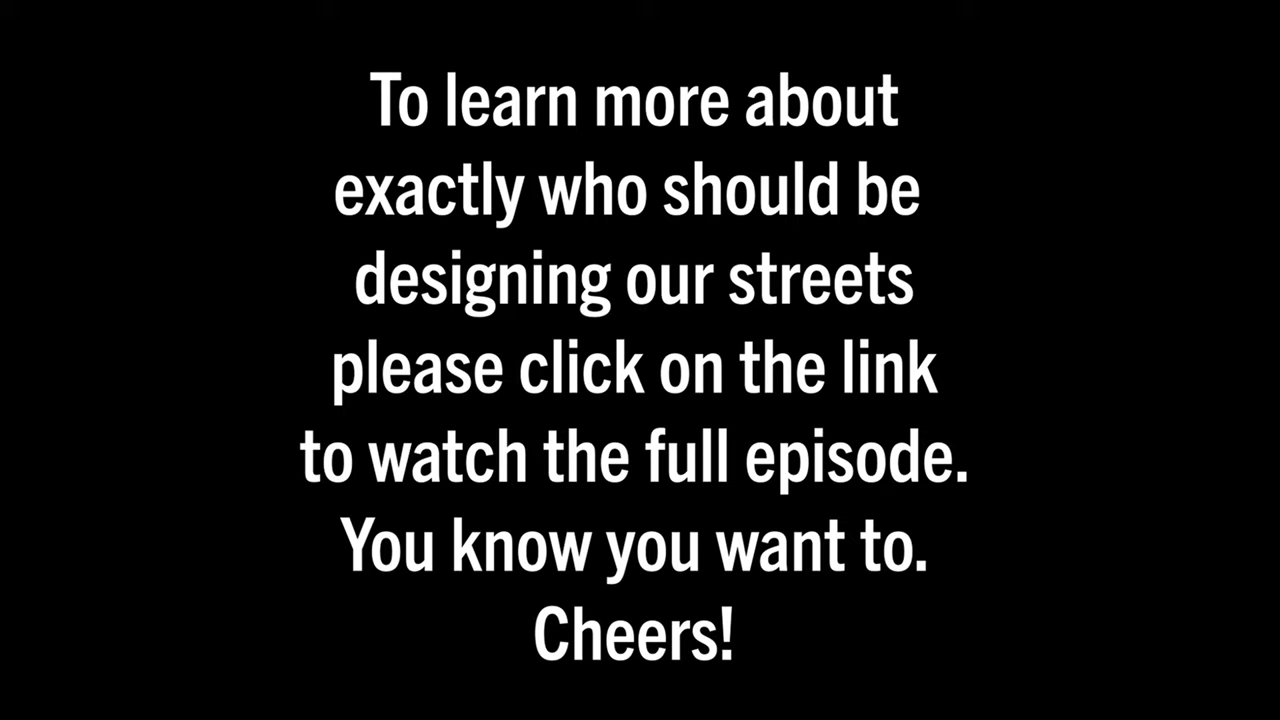 To learn more about
exactly who should be
designing our streets
please click on the link
to watch the full episode.
You know you want to.
Cheers!